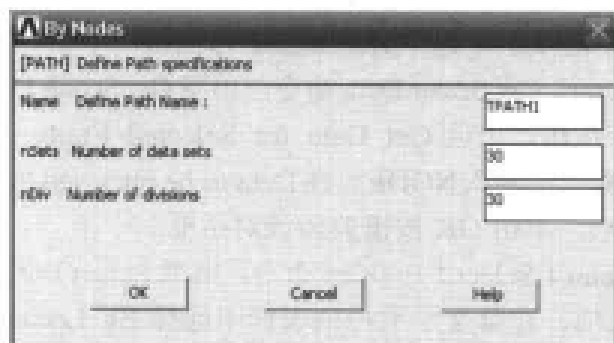 By Nodes
[PATH] Define Path specifications
Name Define Path Name :
TPATH1
nSets Number of data sets
30
nDiv Number of divisions
30
OK
Cancel
Help